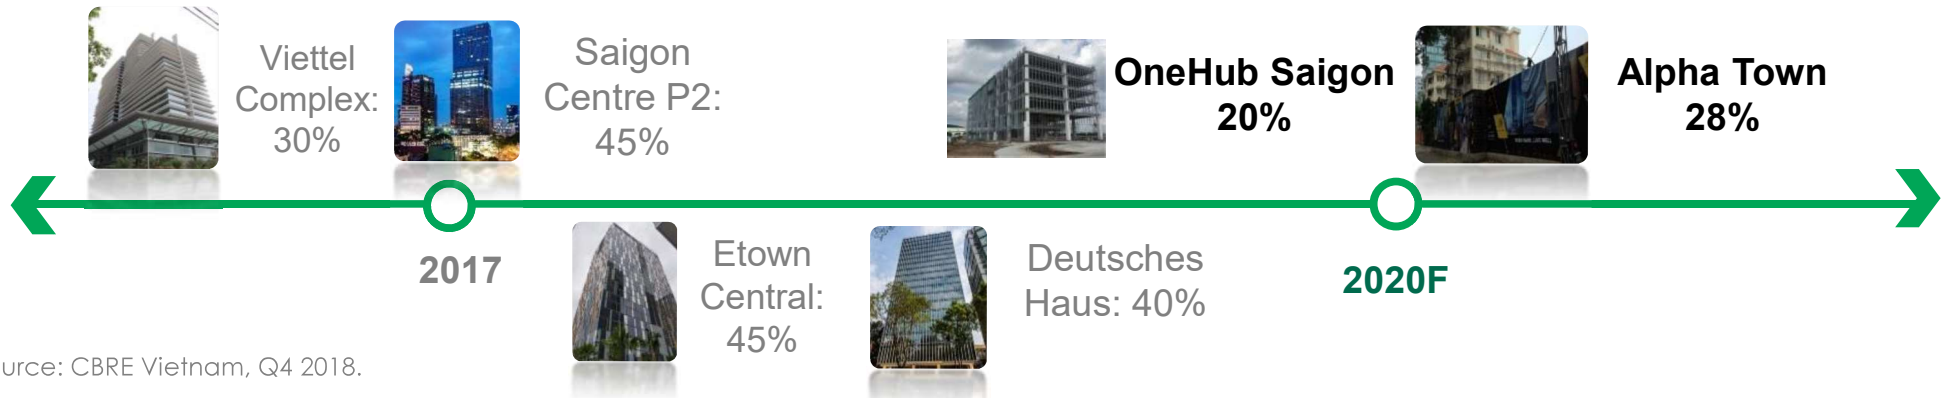 Viettel
Complex:
30%
Saigon
Centre P2:
45%
OneHub Saigon
20%
Alpha Town
28%
2017
Etown
Central:
45%
Deutsches
Haus: 40%
2020F
urce: CBRE Vietnam, Q4 2018.